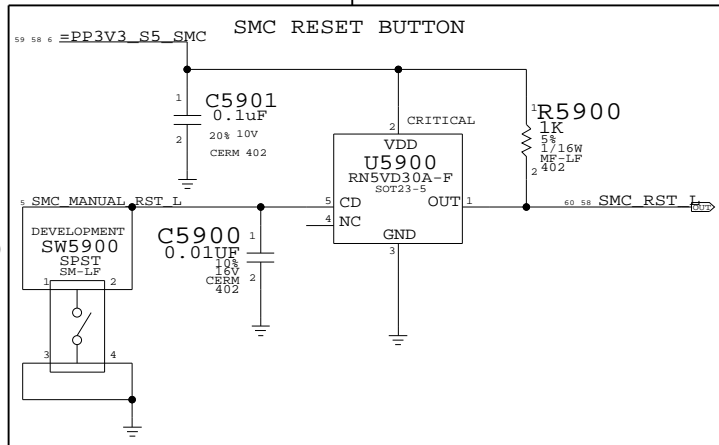 SMC RESET BUTTON
59 58 6 =PP3V3_S5_SMC
1 C5901
0.1uF
2 20% 10V
CERM 402
CRITICAL
2
VDD
U5900
RN5VD30A-F
SOT23-5
5 CD OUT 1
4 NC
GND
3
1 R5900
1K
5%
1/16W
MF-LF
2 402
60 58 SMC_RST_L OUT
5 SMC_MANUAL_RST_L
DEVELOPMENT
SW5900
SPST
SM-LF
1 2
3 4
C5900 1
0.01UF
10%
16V
CERM 2
402